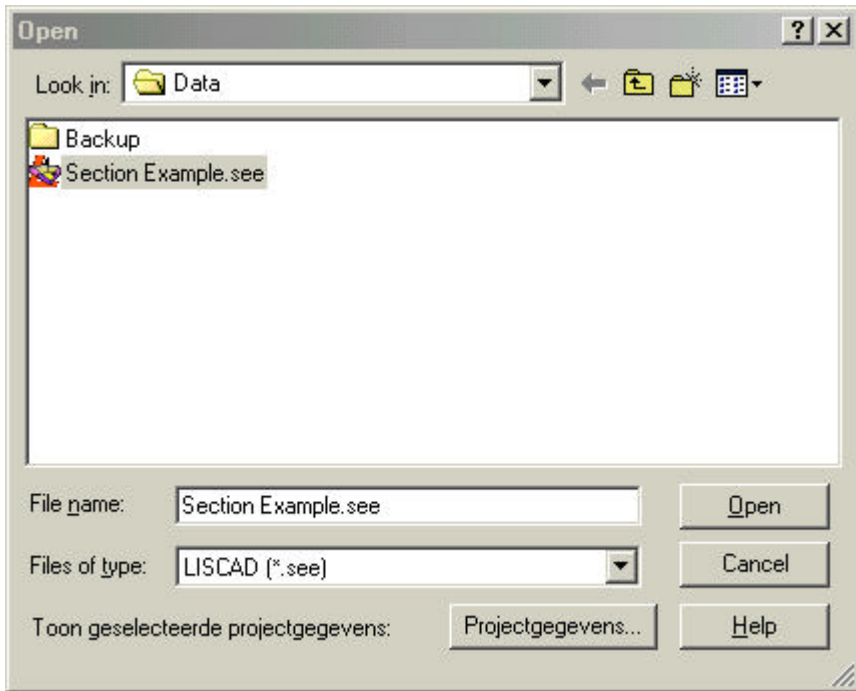 Open
Look in: Data
Backup
Section Example.see
File name: Section Example.see Open
Files of type: LISCAD (*.see) Cancel
Toon geselecteerde projectgegevens: Projectgegevens... Help